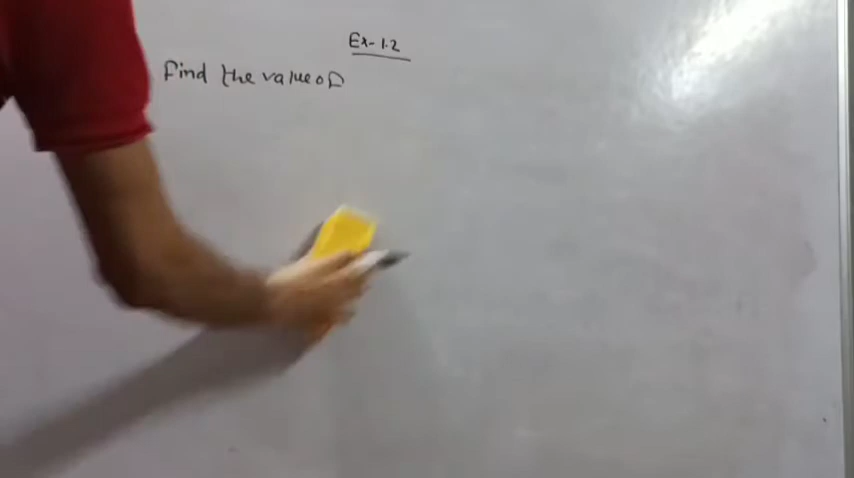 Ex-1.2
Find the value of